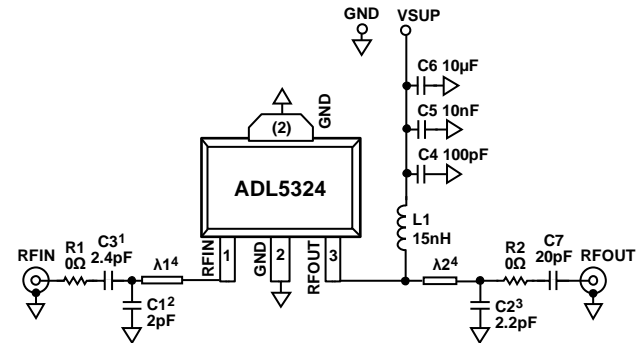 GND
VSUP
C6 10µF
C5 10nF
C4 100pF
GND
(2)
ADL5324
L1
15nH
RFIN
R1
0Ω
C3¹
2.4pF
λ1⁴
C1²
2pF
RFIN
1
GND
2
RFOUT
3
λ2⁴
C2³
2.2pF
R2
0Ω
C7
20pF
RFOUT